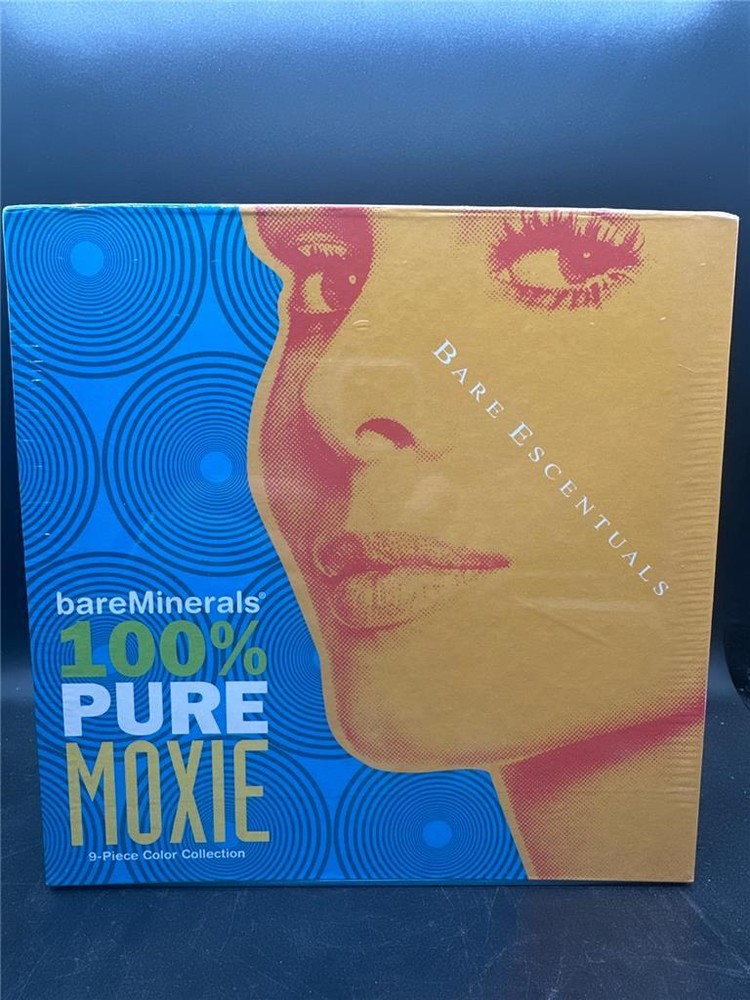 BARE ESCENTUALS
bareMinerals®
100%
PURE
MOXIE
9-Piece Color Collection